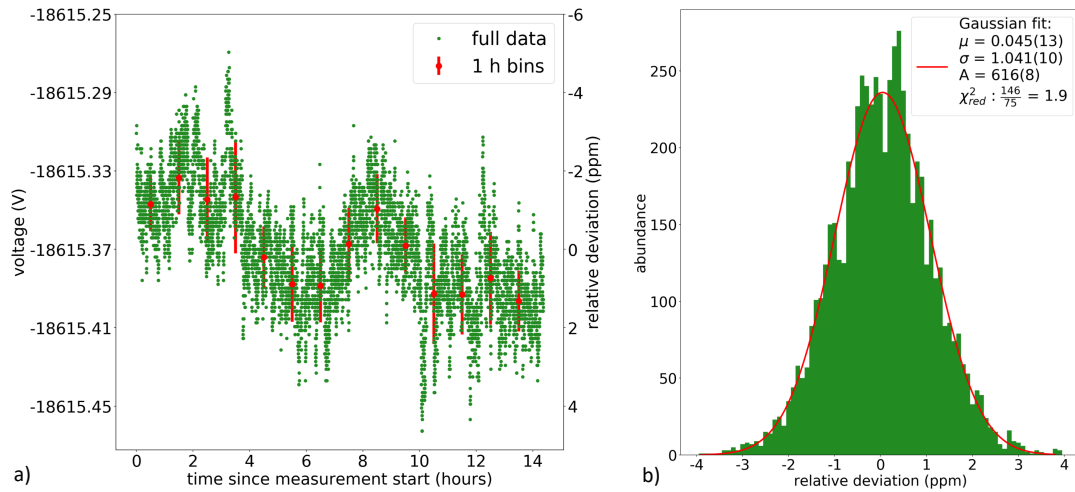 -18615.25
-18615.29
-18615.33
-18615.37
-18615.41
-18615.45
voltage (V)
0 2 4 6 8 10 12 14
time since measurement start (hours)
-6
-4
-2
0
2
4
relative deviation (ppm)
full data
1 h bins
a)
250
200
150
100
50
0
abundance
-4 -3 -2 -1 0 1 2 3 4
relative deviation (ppm)
Gaussian fit:
μ = 0.045(13)
σ = 1.041(10)
A = 616(8)
χ²red : 146/75 = 1.9
b)